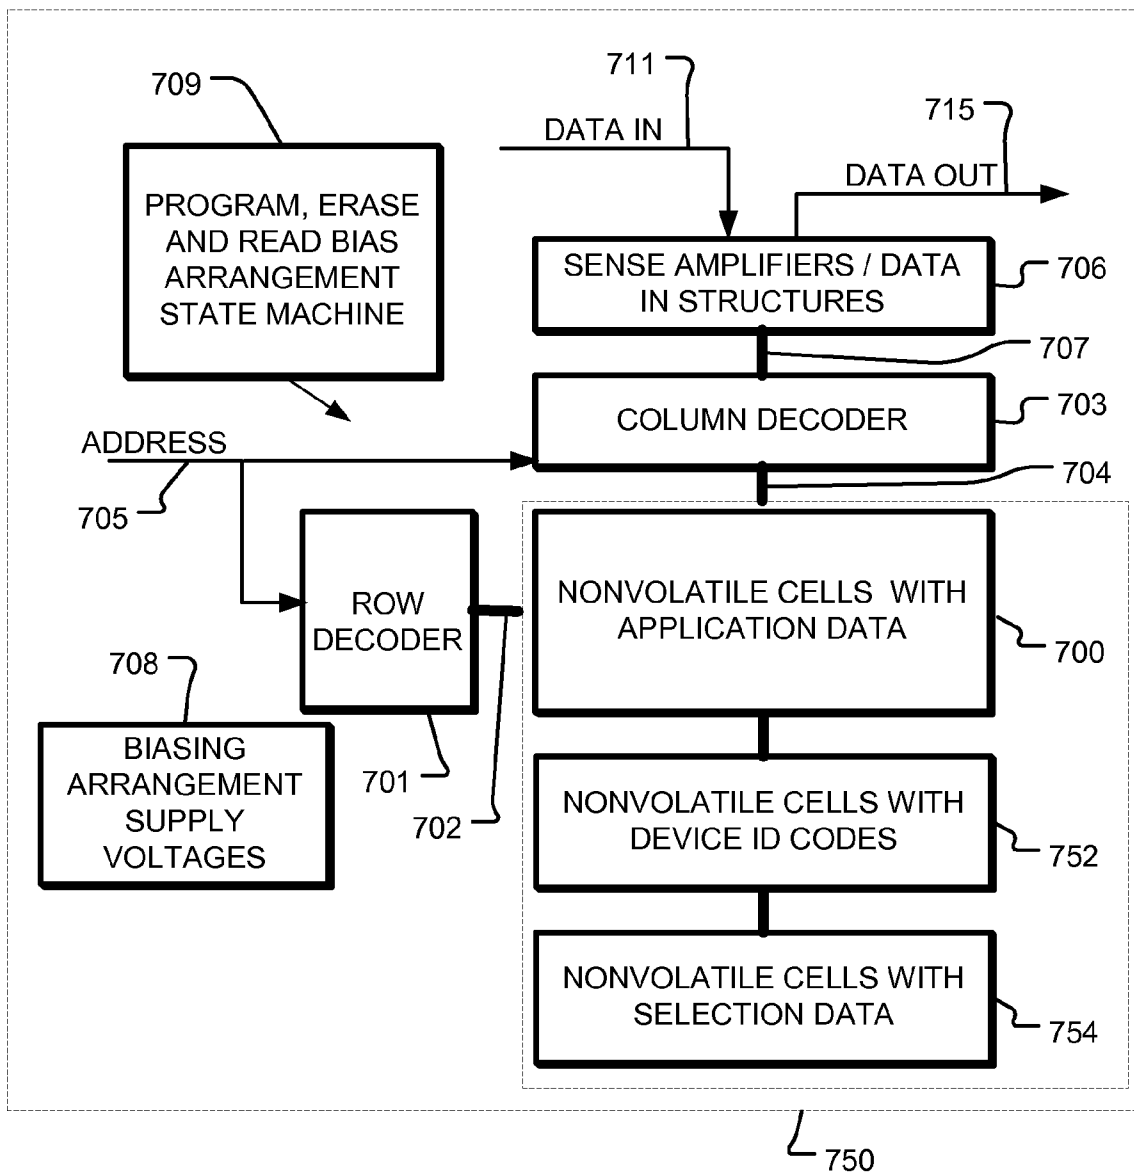 711
709
715
DATA IN
DATA OUT
PROGRAM, ERASE
AND READ BIAS
ARRANGEMENT
STATE MACHINE
SENSE AMPLIFIERS / DATA
IN STRUCTURES
706
707
COLUMN DECODER
703
ADDRESS
704
705
ROW
DECODER
NONVOLATILE CELLS WITH
APPLICATION DATA
700
708
701
702
BIASING
ARRANGEMENT
SUPPLY
VOLTAGES
NONVOLATILE CELLS WITH
DEVICE ID CODES
752
NONVOLATILE CELLS WITH
SELECTION DATA
754
750